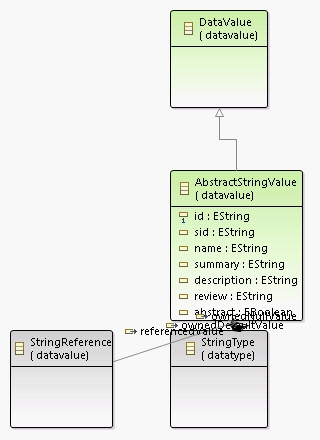 DataValue
( datavalue)
AbstractStringValue
( datavalue)
id : EString
sid : EString
name : EString
summary : EString
description : EString
review : EString
abstract : EBoolean
ownedNullValue
ownedDefaultValue
referencedValue
StringReference
( datavalue)
StringType
( datatype)